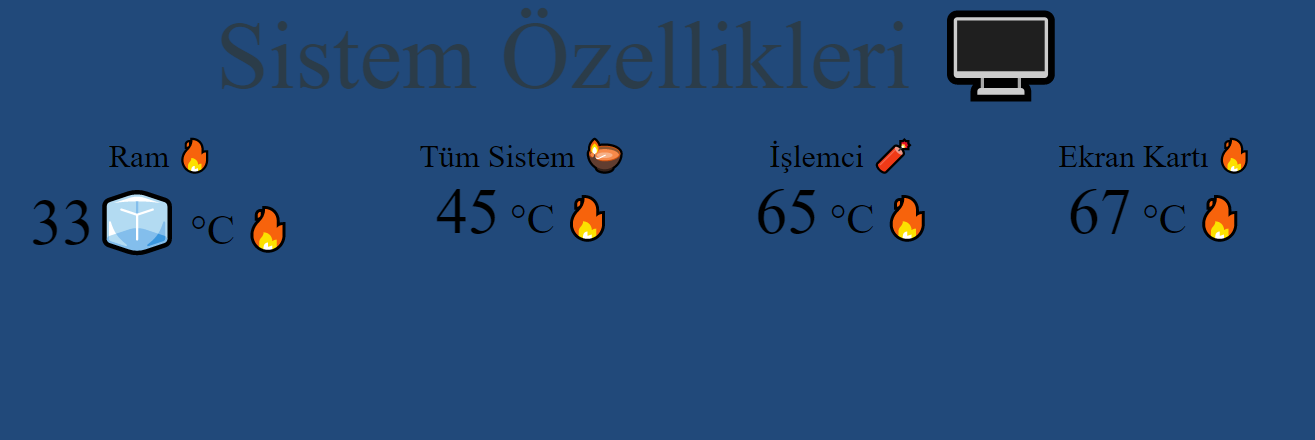 Sistem Özellikleri
Ram Tüm Sistem İşlemci Ekran Kartı
33 °C 45 °C 65 °C 67 °C